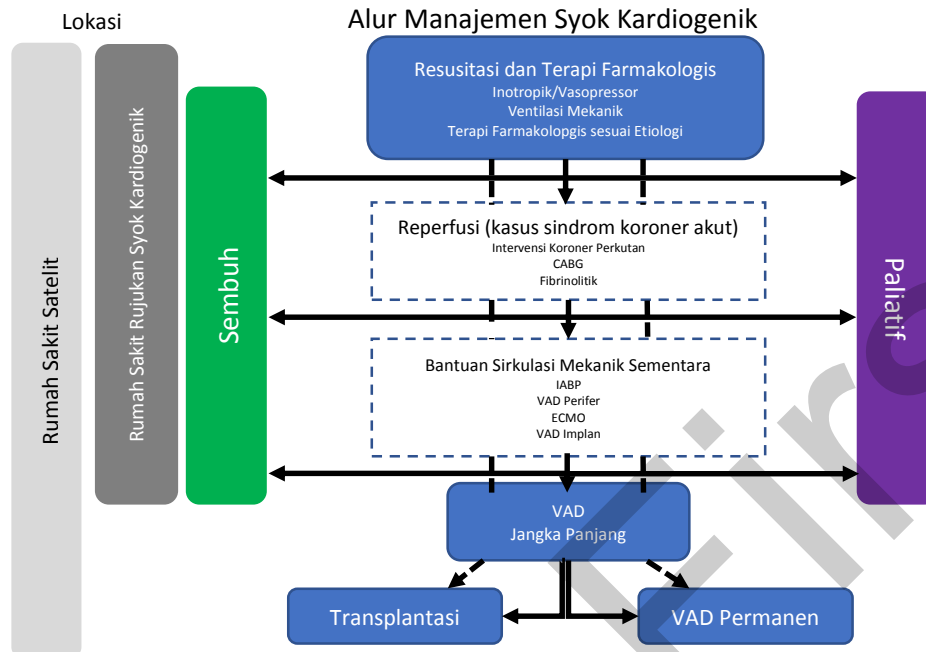 Lokasi
Alur Manajemen Syok Kardiogenik
Rumah Sakit Satelit
Rumah Sakit Rujukan Syok Kardiogenik
Sembuh
Resusitasi dan Terapi Farmakologis
Inotropik/Vasopressor
Ventilasi Mekanik
Terapi Farmakolopgis sesuai Etiologi
Reperfusi (kasus sindrom koroner akut)
Intervensi Koroner Perkutan
CABG
Fibrinolitik
Bantuan Sirkulasi Mekanik Sementara
IABP
VAD Perifer
ECMO
VAD Implan
VAD
Jangka Panjang
Transplantasi
VAD Permanen
Paliatif